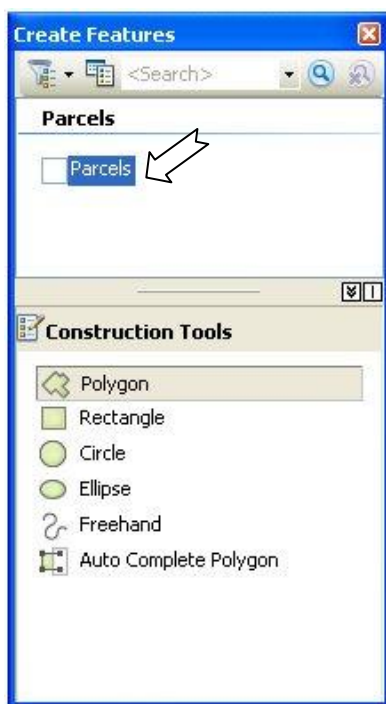 Create Features
<Search>
Parcels
Parcels
Construction Tools
Polygon
Rectangle
Circle
Ellipse
Freehand
Auto Complete Polygon